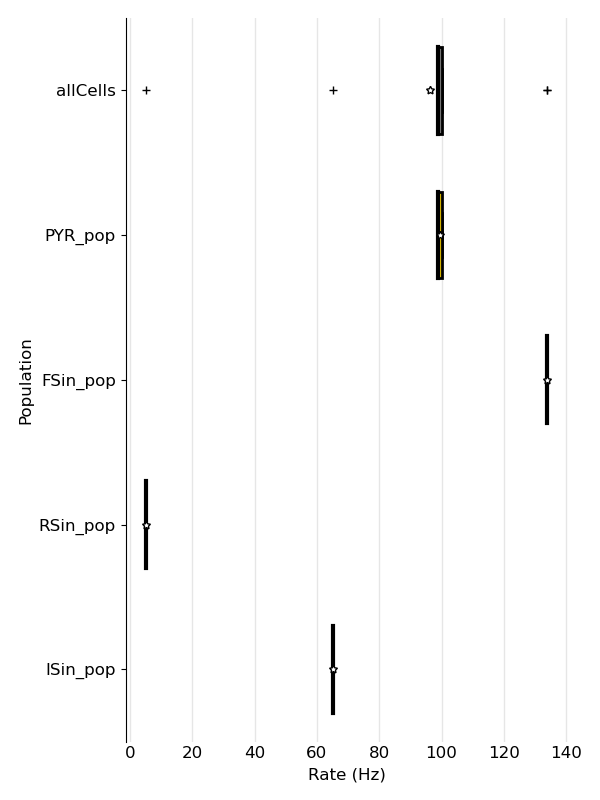 allCells
PYR_pop
FSin_pop
RSin_pop
ISin_pop
Population
0 20 40 60 80 100 120 140
Rate (Hz)